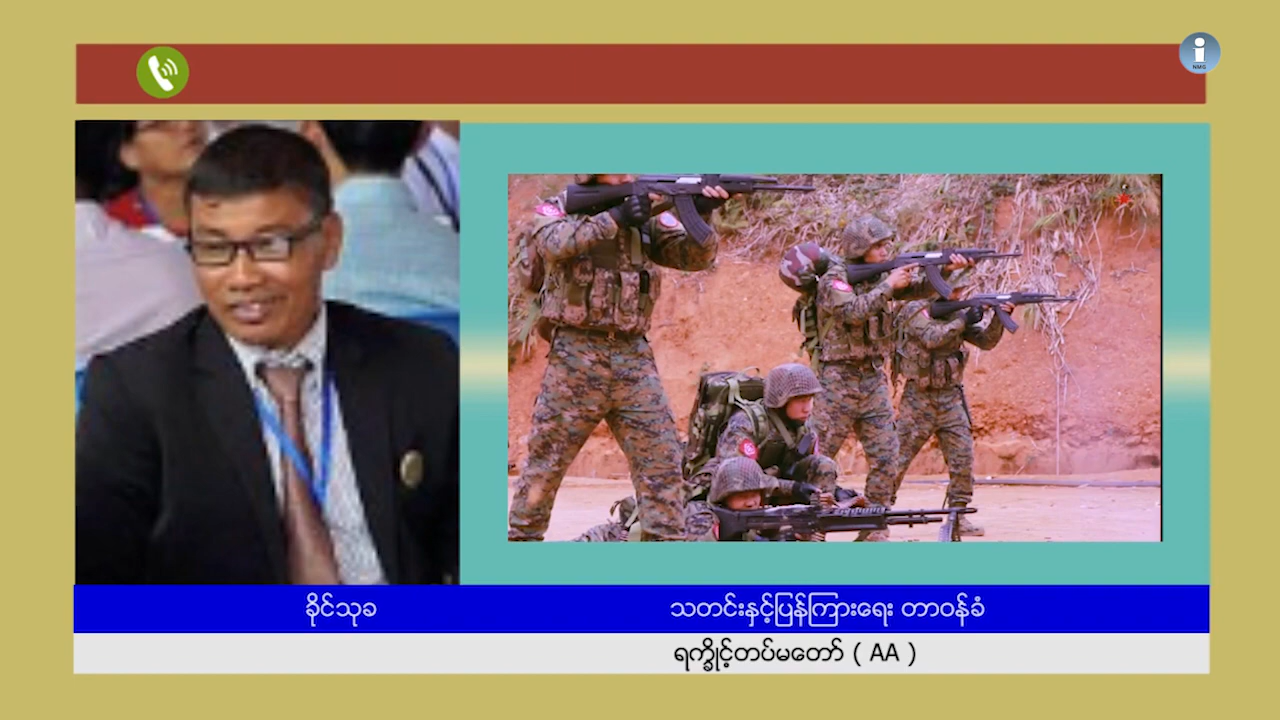 NMG
ခိုင်သုခ
သတင်းနှင့်ပြန်ကြားရေး တာဝန်ခံ
ရက္ခိုင့်တပ်မတော် ( AA )